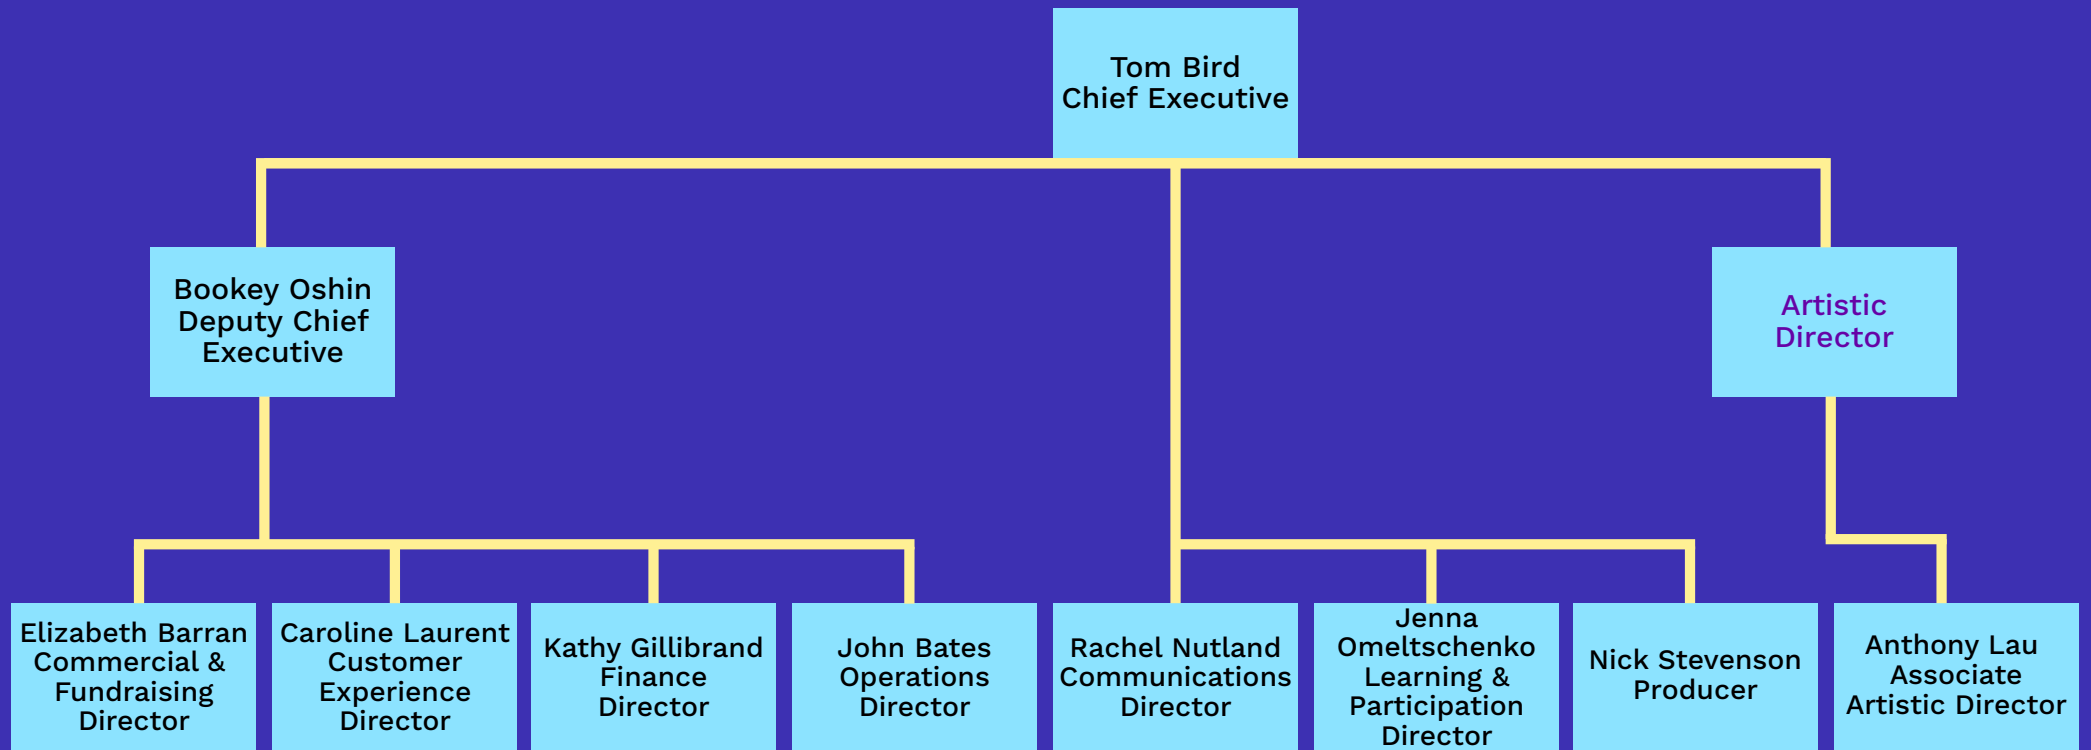 Tom Bird
Chief Executive
Bookey Oshin
Deputy Chief
Executive
Artistic
Director
Elizabeth Barran
Commercial &
Fundraising
Director
Caroline Laurent
Customer
Experience
Director
Kathy Gillibrand
Finance
Director
John Bates
Operations
Director
Rachel Nutland
Communications
Director
Jenna
Omeltschenko
Learning &
Participation
Director
Nick Stevenson
Producer
Anthony Lau
Associate
Artistic Director